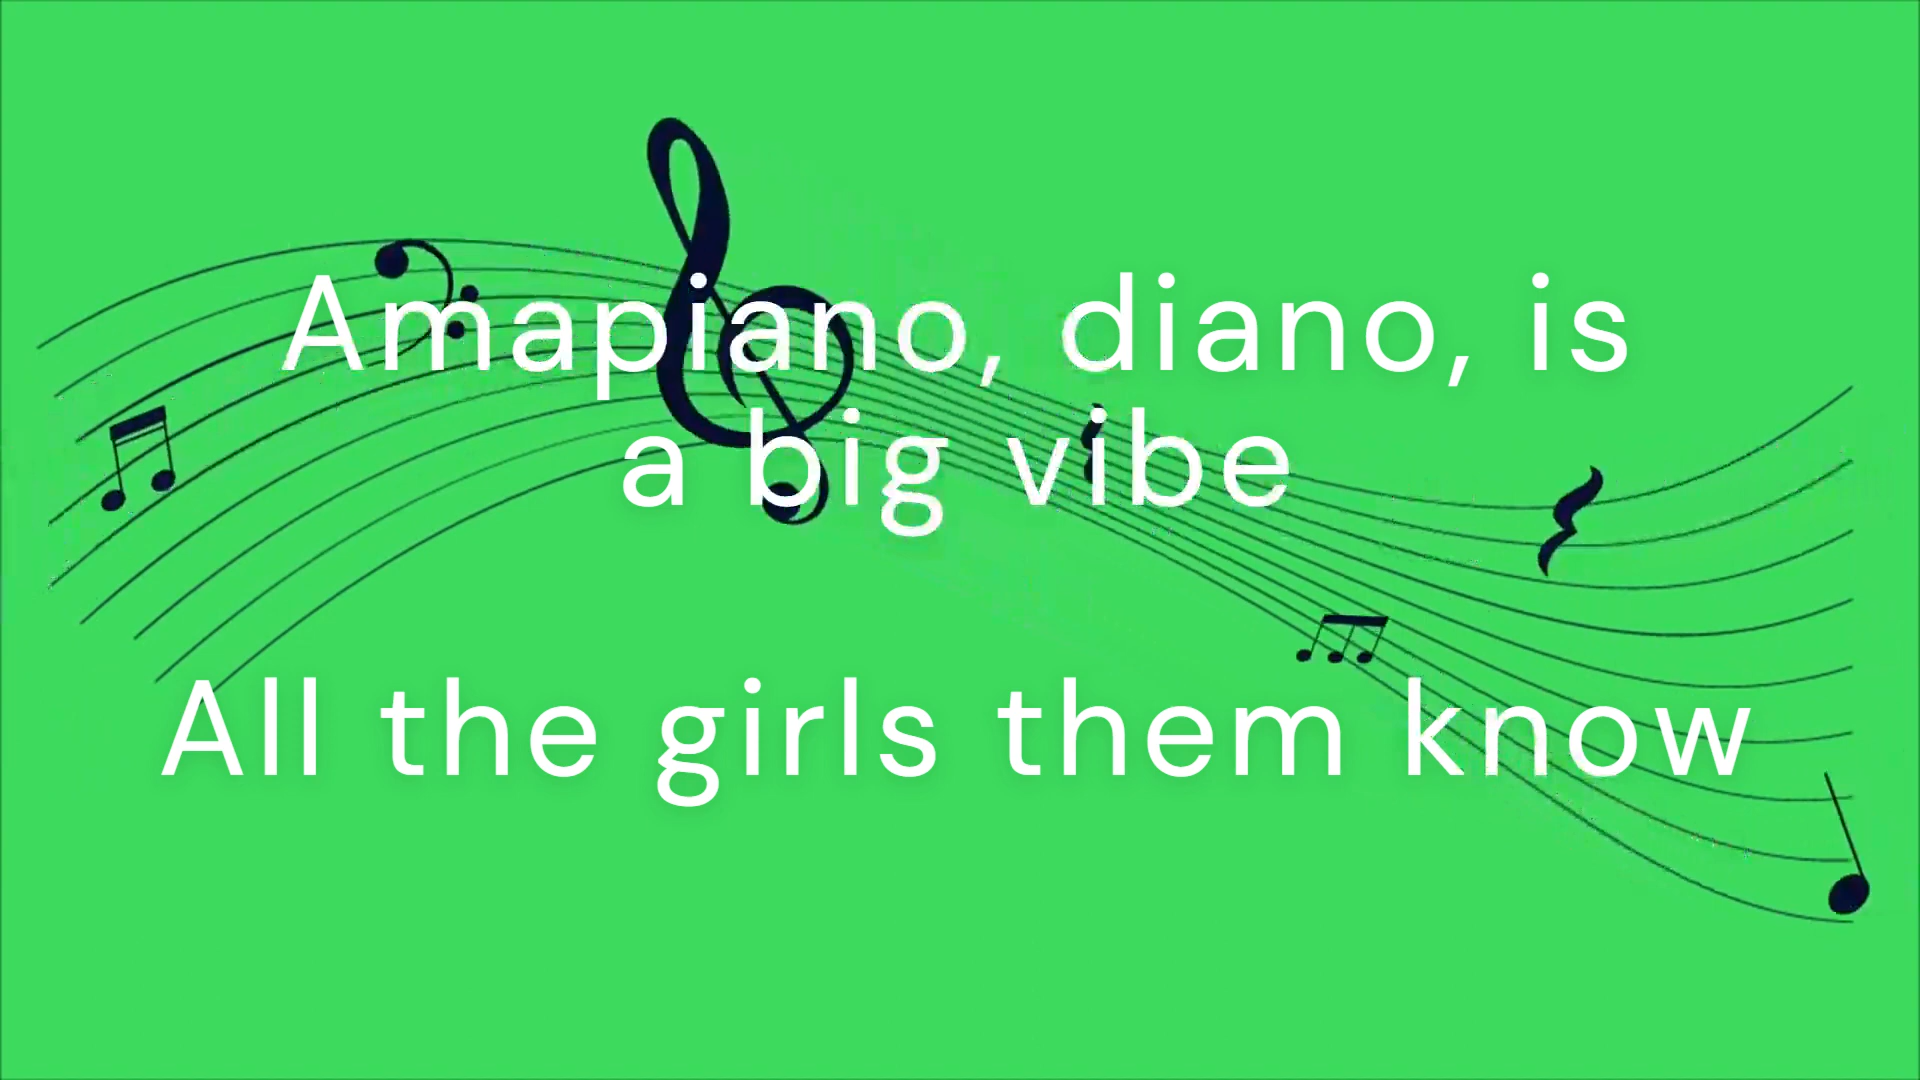 Amapiano, diano, is
a big vibe
All the girls them know